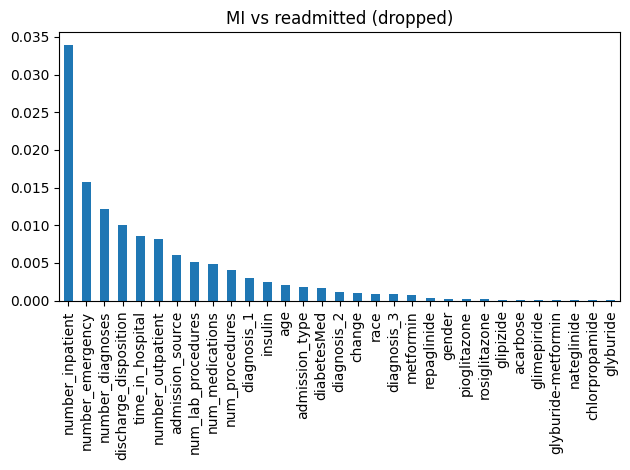 MI vs readmitted (dropped)
0.035
0.030
0.025
0.020
0.015
0.010
0.005
0.000
number_inpatient
number_emergency
number_diagnoses
discharge_disposition
time_in_hospital
number_outpatient
admission_source
num_lab_procedures
num_medications
num_procedures
diagnosis_1
insulin
age
admission_type
diabetesMed
diagnosis_2
change
race
diagnosis_3
metformin
repaglinide
gender
pioglitazone
rosiglitazone
glipizide
acarbose
glimepiride
glyburide-metformin
nateglinide
chlorpropamide
glyburide